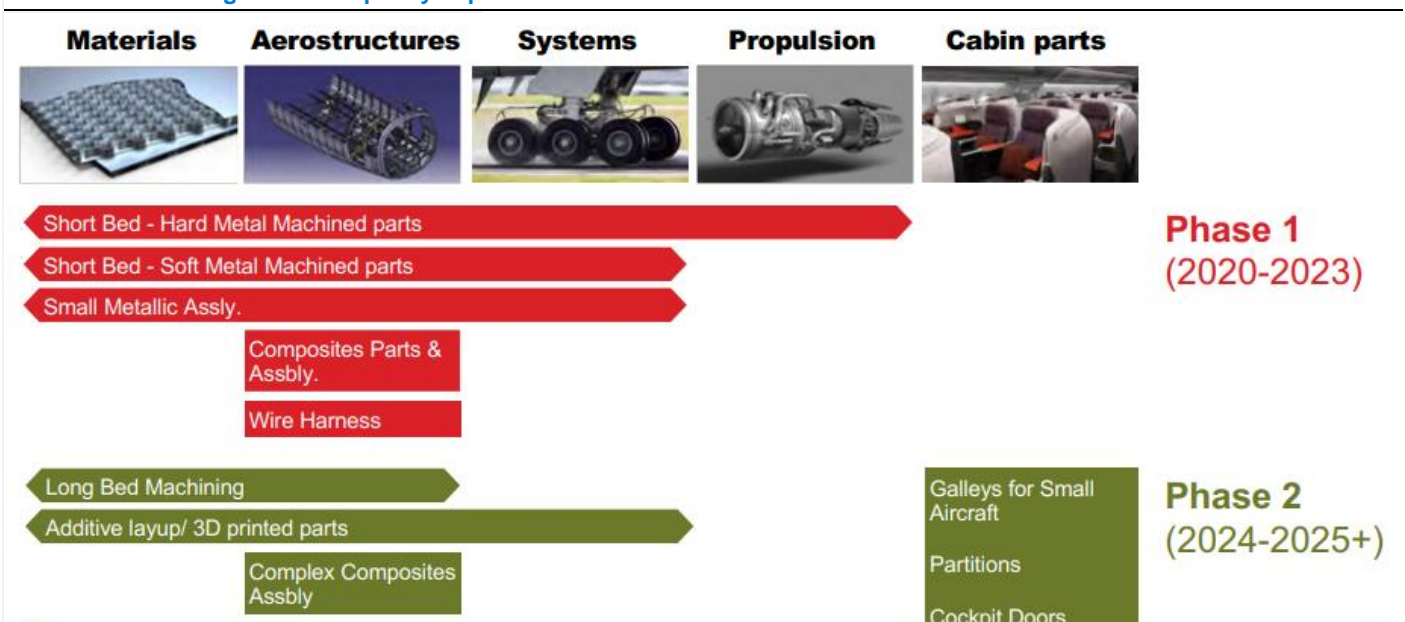 Materials
Aerostructures
Systems
Propulsion
Cabin parts
Short Bed - Hard Metal Machined parts
Short Bed - Soft Metal Machined parts
Small Metallic Assly.
Composites Parts &
Assbly.
Wire Harness
Phase 1
(2020-2023)
Long Bed Machining
Additive layup/ 3D printed parts
Complex Composites
Assbly
Galleys for Small
Aircraft
Partitions
Cockpit Doors
Phase 2
(2024-2025+)